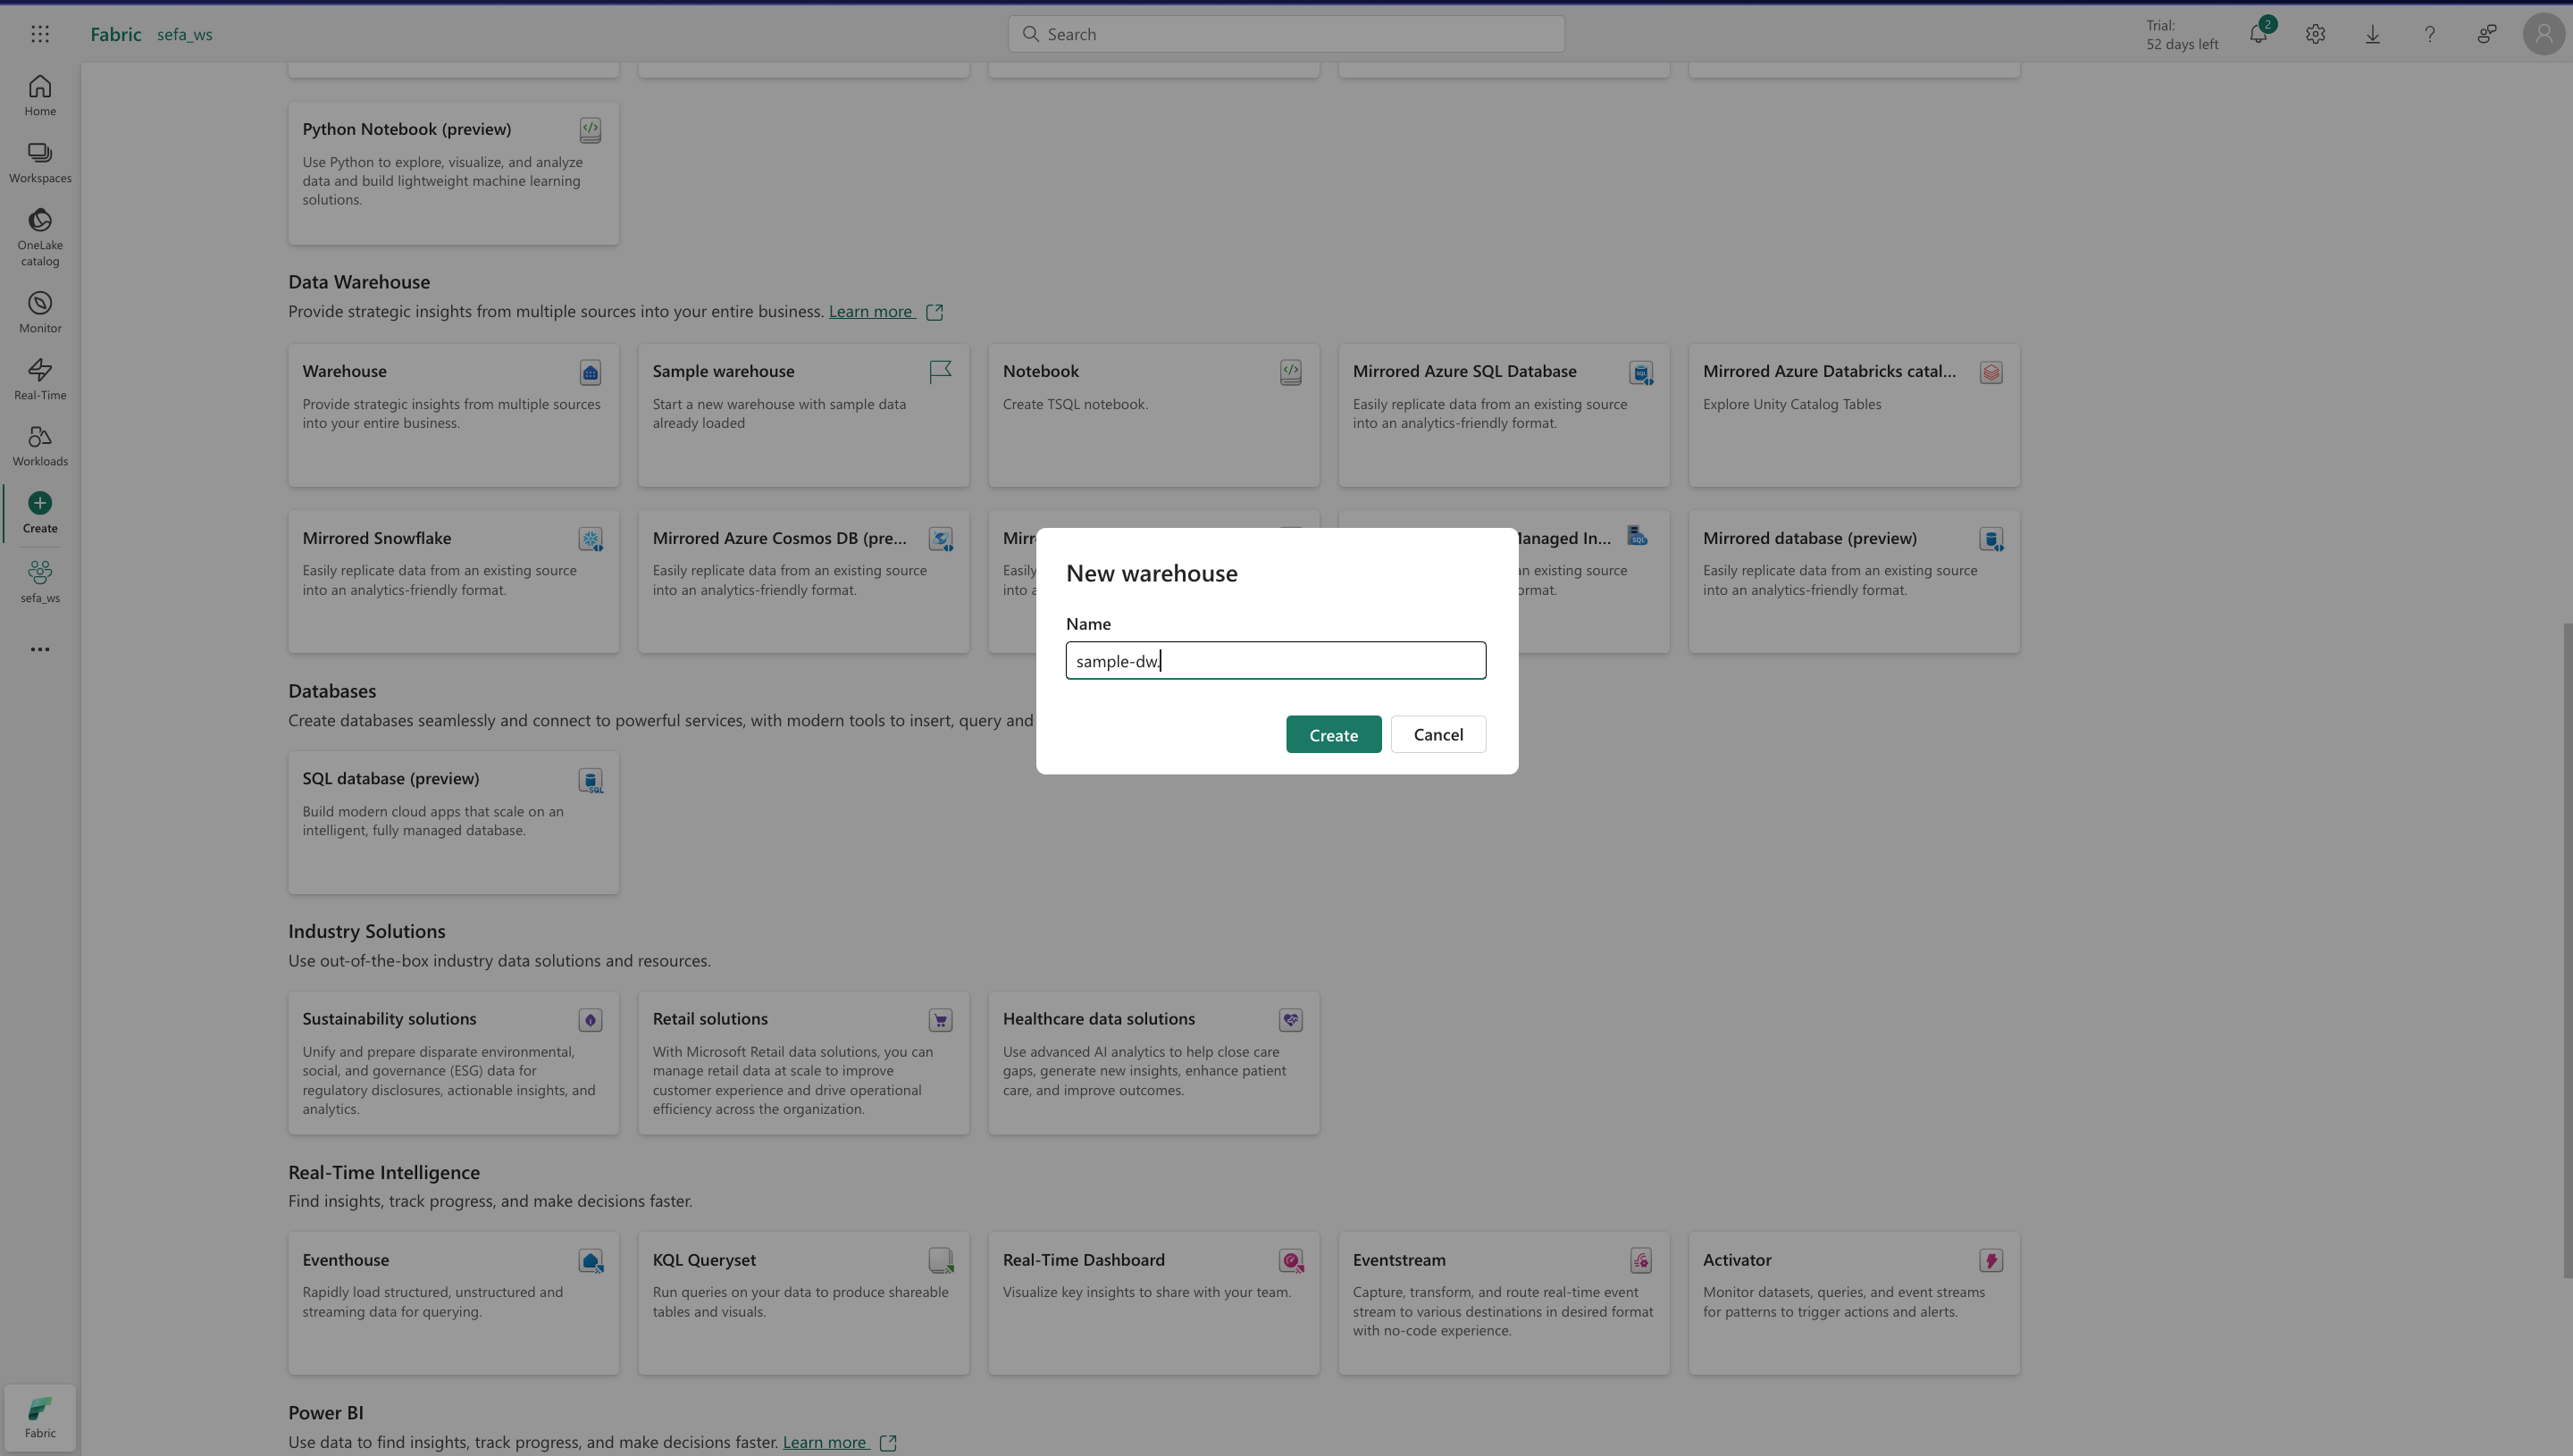 Fabric sefa_ws
Search
Trial:
52 days left
2
Home
Workspaces
OneLake
catalog
Monitor
Real-Time
Workloads
Create
sefa_ws
Fabric
Python Notebook (preview)
Use Python to explore, visualize, and analyze
data and build lightweight machine learning
solutions.
Data Warehouse
Provide strategic insights from multiple sources into your entire business. Learn more
Warehouse
Provide strategic insights from multiple sources
into your entire business.
Sample warehouse
Start a new warehouse with sample data
already loaded
Notebook
Create TSQL notebook.
Mirrored Azure SQL Database
Easily replicate data from an existing source
into an analytics-friendly format.
Mirrored Azure Databricks catal...
Explore Unity Catalog Tables
Mirrored Snowflake
Easily replicate data from an existing source
into an analytics-friendly format.
Mirrored Azure Cosmos DB (pre...
Easily replicate data from an existing source
into an analytics-friendly format.
Mirr
Easily
into a
Managed In...
an existing source
ormat.
Mirrored database (preview)
Easily replicate data from an existing source
into an analytics-friendly format.
New warehouse
Name
sample-dw.
Create
Cancel
Databases
Create databases seamlessly and connect to powerful services, with modern tools to insert, query and
SQL database (preview)
Build modern cloud apps that scale on an
intelligent, fully managed database.
Industry Solutions
Use out-of-the-box industry data solutions and resources.
Sustainability solutions
Unify and prepare disparate environmental,
social, and governance (ESG) data for
regulatory disclosures, actionable insights, and
analytics.
Retail solutions
With Microsoft Retail data solutions, you can
manage retail data at scale to improve
customer experience and drive operational
efficiency across the organization.
Healthcare data solutions
Use advanced AI analytics to help close care
gaps, generate new insights, enhance patient
care, and improve outcomes.
Real-Time Intelligence
Find insights, track progress, and make decisions faster.
Eventhouse
Rapidly load structured, unstructured and
streaming data for querying.
KQL Queryset
Run queries on your data to produce shareable
tables and visuals.
Real-Time Dashboard
Visualize key insights to share with your team.
Eventstream
Capture, transform, and route real-time event
stream to various destinations in desired format
with no-code experience.
Activator
Monitor datasets, queries, and event streams
for patterns to trigger actions and alerts.
Power BI
Use data to find insights, track progress, and make decisions faster. Learn more